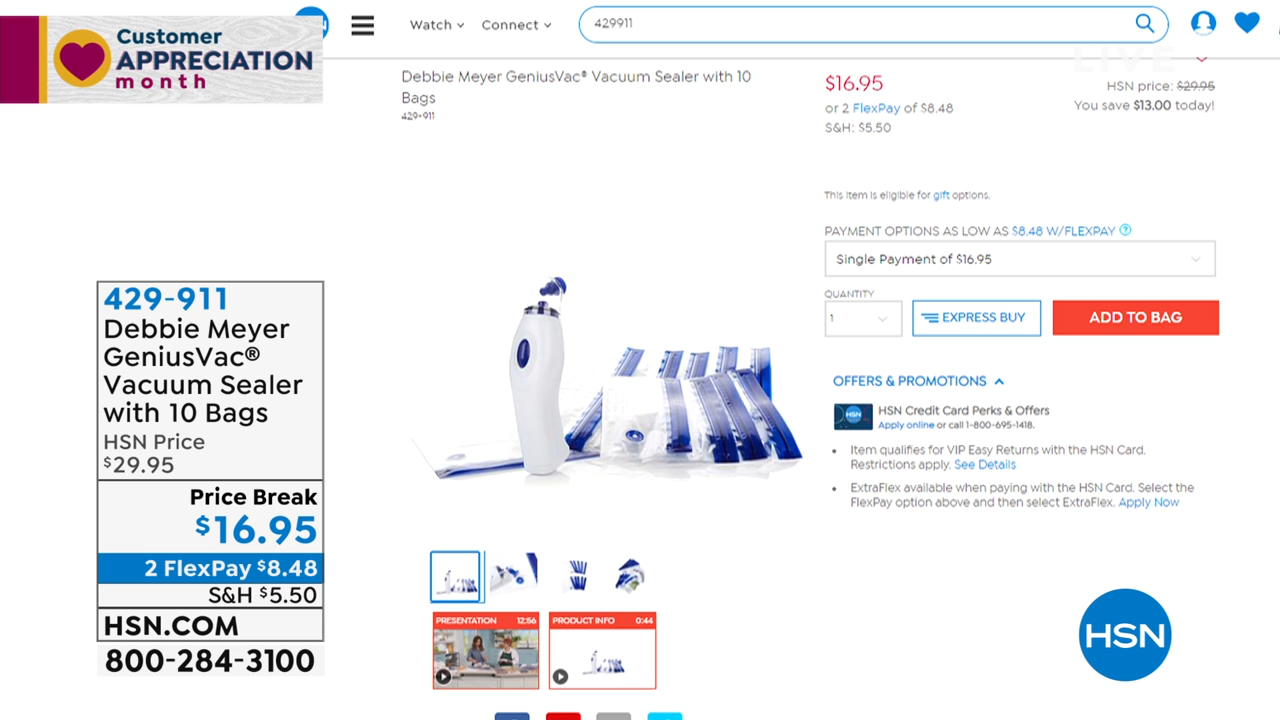 Customer
APPRECIATION
month
Watch
Connect
429911
LIVE
Debbie Meyer GeniusVac® Vacuum Sealer with 10
Bags
429-911
$16.95
or 2 FlexPay of $8.48
S&H: $5.50
HSN price: $29.95
You save $13.00 today!
This item is eligible for gift options.
PAYMENT OPTIONS AS LOW AS $8.48 W/FLEXPAY ?
Single Payment of $16.95
QUANTITY
1
EXPRESS BUY
ADD TO BAG
OFFERS & PROMOTIONS
HSN
HSN Credit Card Perks & Offers
Apply online or call 1-800-695-1418.
• Item qualifies for VIP Easy Returns with the HSN Card.
Restrictions apply. See Details
• ExtraFlex available when paying with the HSN Card. Select the
FlexPay option above and then select ExtraFlex. Apply Now
429-911
Debbie Meyer
GeniusVac®
Vacuum Sealer
with 10 Bags
HSN Price
$29.95
Price Break
$16.95
2 FlexPay $8.48
S&H $5.50
HSN.COM
800-284-3100
PRESENTATION 12:56
PRODUCT INFO 0:44
HSN